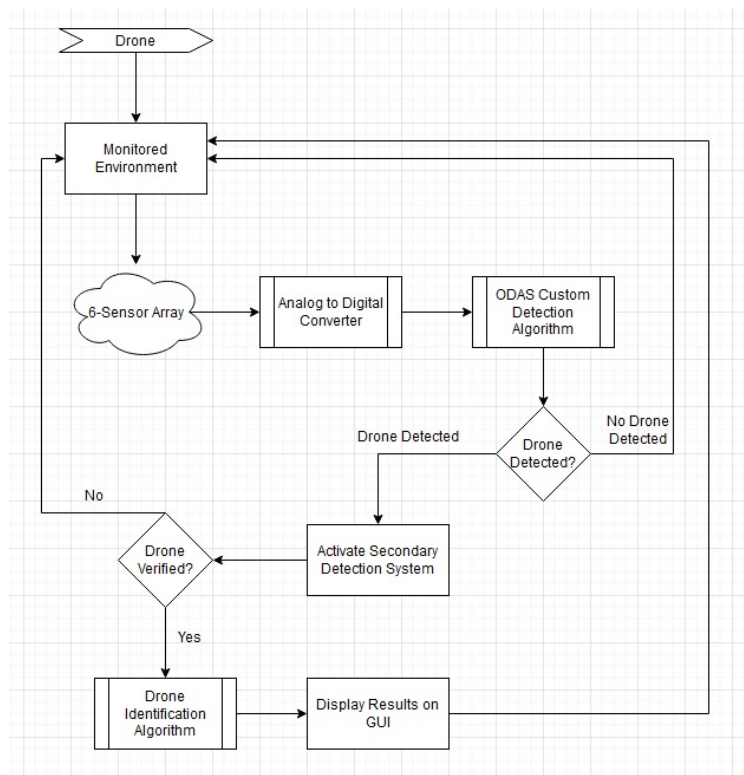 Drone
Monitored
Environment
6-Sensor Array
Analog to Digital
Converter
ODAS Custom
Detection
Algorithm
Drone
Detected?
No Drone
Detected
Drone Detected
Activate Secondary
Detection System
Drone
Verified?
No
Yes
Drone
Identification
Algorithm
Display Results on
GUI